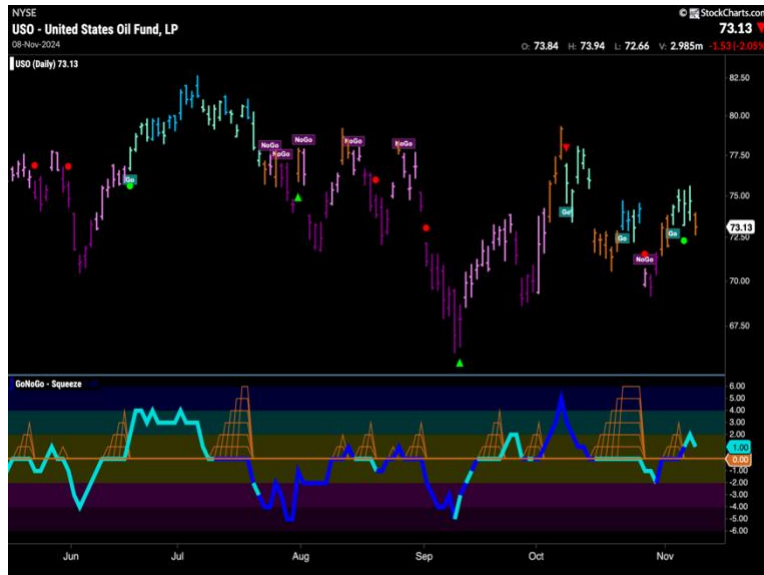 NYSE
© StockCharts.com
USO - United States Oil Fund, LP
73.13
08-Nov-2024
O: 73.84 H: 73.94 L: 72.66 V: 2.985m -1.53 (-2.05%
USO (Daily) 73.13
82.50
80.00
77.50
75.00
73.13
72.50
70.00
67.50
NoGo
NoGo
NoGo
NoGo
NoGo
Go
Go
Go
Go
NoGo
GoNoGo - Squeeze
6.00
5.00
4.00
3.00
2.00
1.00
0.00
-1.00
-2.00
-3.00
-4.00
-5.00
-6.00
Jun Jul Aug Sep Oct Nov